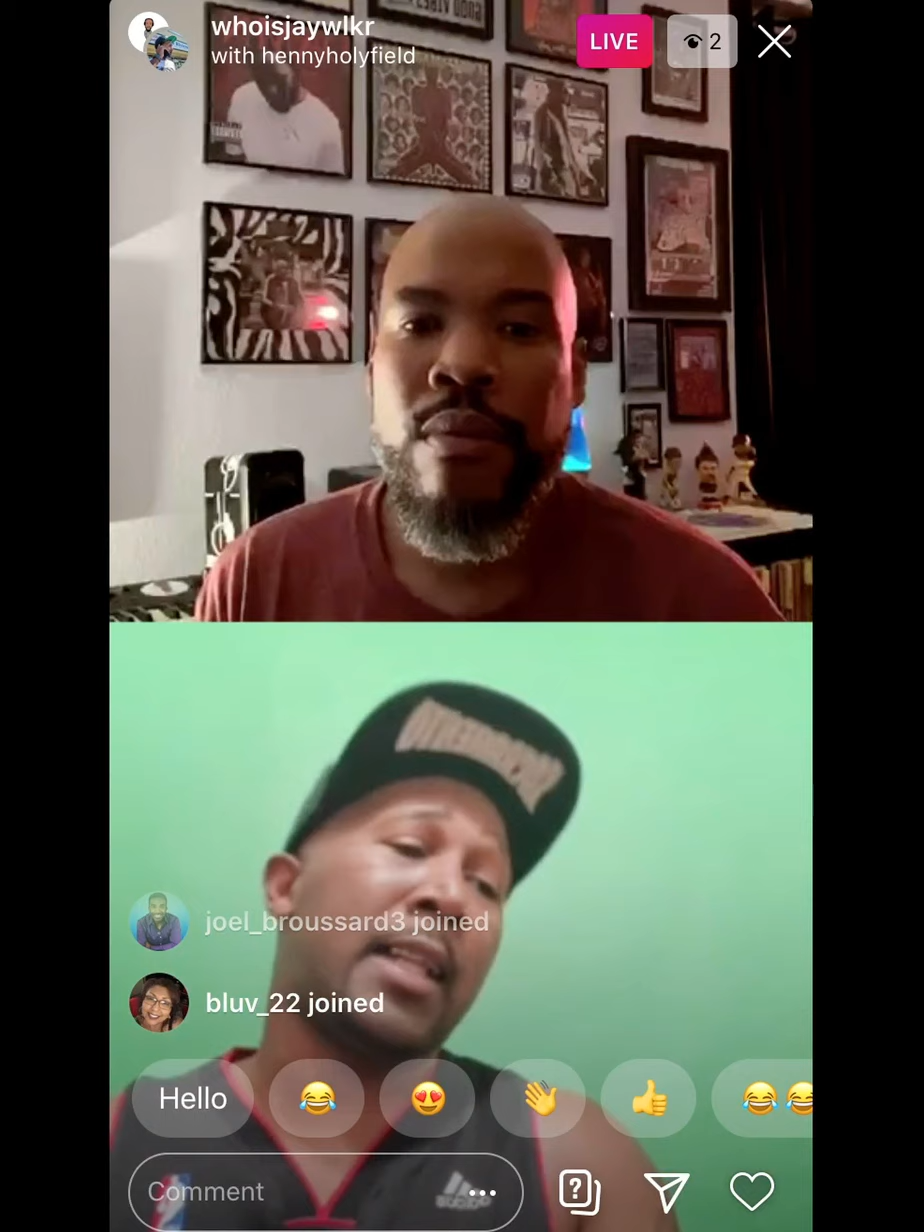 whoisjaywlkr
with hennyholyfield
LIVE
2
joel_broussard3 joined
bluv_22 joined
Hello
Comment